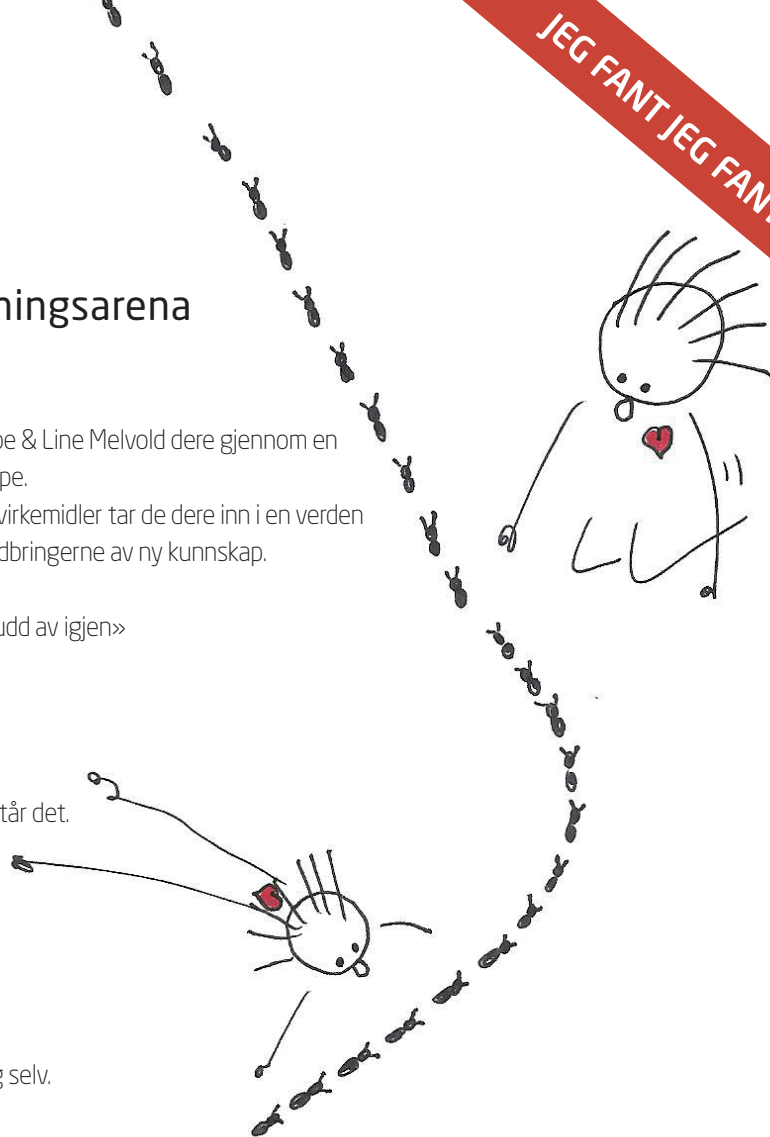 JEG FANT JEG FANT
ningsarena
be & Line Melvold dere gjennom en
pe.
virkemidler tar de dere inn i en verden
dbringerne av ny kunnskap.
udd av igjen»
tår det.
g selv.